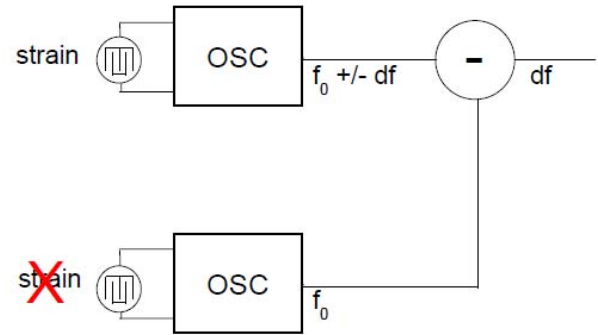 strain
OSC
f₀ +/- df
-
df
strain
X
OSC
f₀